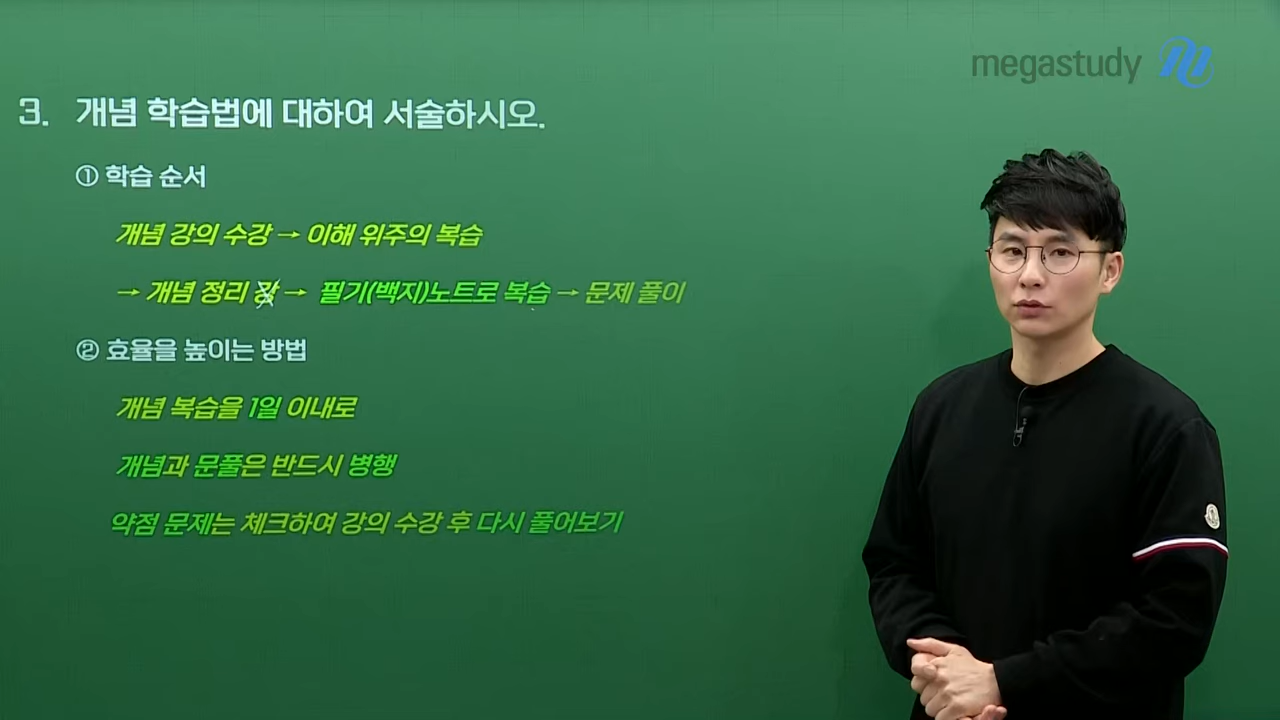 megastudy
3. 개념 학습법에 대하여 서술하시오.
① 학습 순서
개념 강의 수강 → 이해 위주의 복습
→ 개념 정리 → 필기(백지)노트로 복습 → 문제 풀이
② 효율을 높이는 방법
개념 복습을 1일 이내로
개념과 문풀은 반드시 병행
약점 문제는 체크하여 강의 수강 후 다시 풀어보기